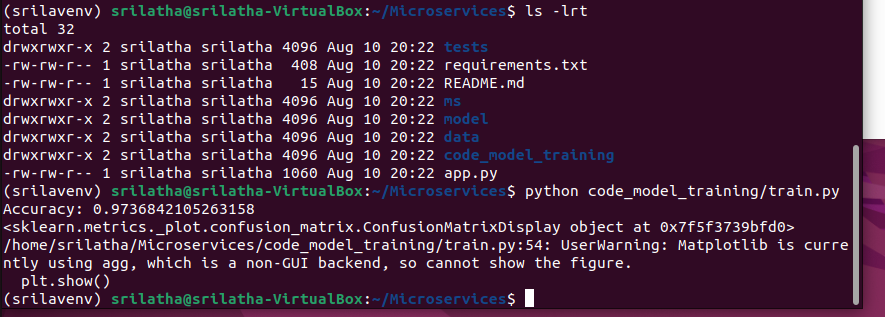 (srilavenv) srilatha@srilatha-VirtualBox:~/Microservices$ ls -lrt
total 32
drwxrwxr-x 2 srilatha srilatha 4096 Aug 10 20:22 tests
-rw-rw-r-- 1 srilatha srilatha  408 Aug 10 20:22 requirements.txt
-rw-rw-r-- 1 srilatha srilatha   15 Aug 10 20:22 README.md
drwxrwxr-x 2 srilatha srilatha 4096 Aug 10 20:22 ms
drwxrwxr-x 2 srilatha srilatha 4096 Aug 10 20:22 model
drwxrwxr-x 2 srilatha srilatha 4096 Aug 10 20:22 data
drwxrwxr-x 2 srilatha srilatha 4096 Aug 10 20:22 code_model_training
-rw-rw-r-- 1 srilatha srilatha 1060 Aug 10 20:22 app.py
(srilavenv) srilatha@srilatha-VirtualBox:~/Microservices$ python code_model_training/train.py
Accuracy: 0.9736842105263158
<sklearn.metrics._plot.confusion_matrix.ConfusionMatrixDisplay object at 0x7f5f3739bfd0>
/home/srilatha/Microservices/code_model_training/train.py:54: UserWarning: Matplotlib is curre
ntly using agg, which is a non-GUI backend, so cannot show the figure.
  plt.show()
(srilavenv) srilatha@srilatha-VirtualBox:~/Microservices$